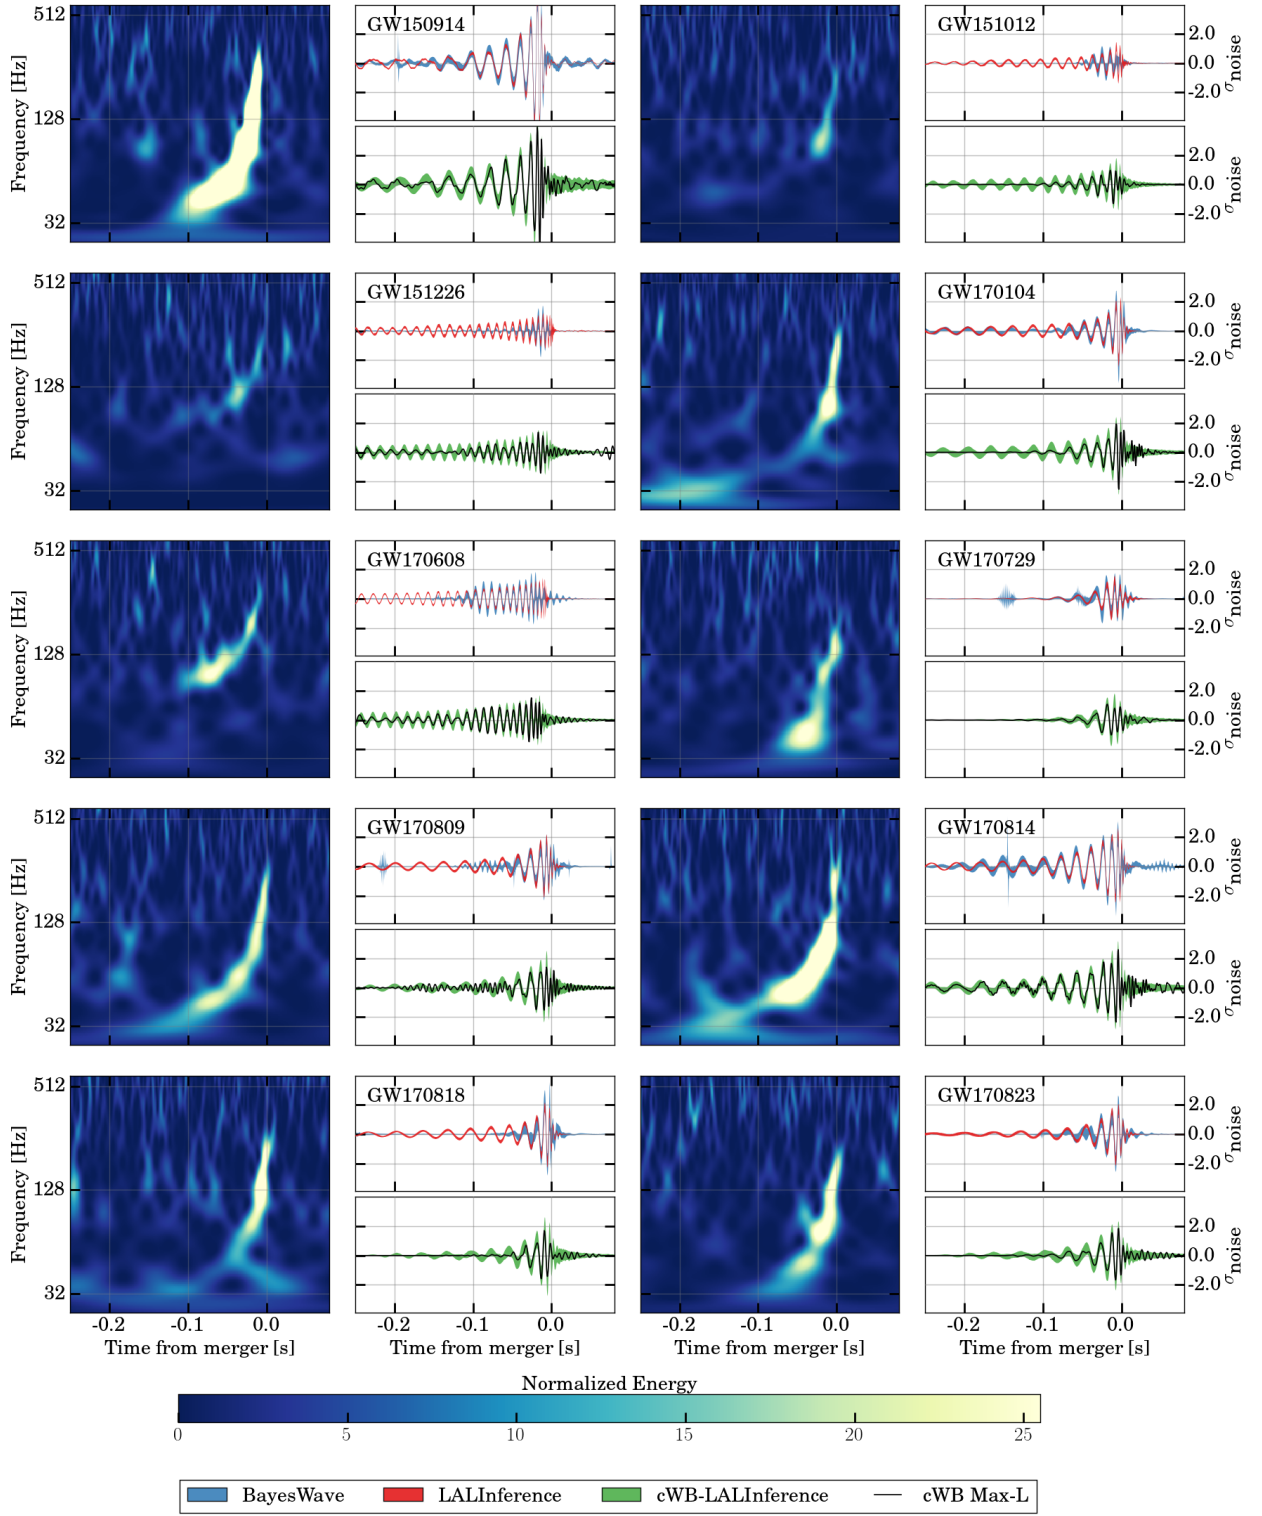 512
128
32
Frequency [Hz]
GW150914
GW151012
2.0
0.0
-2.0
σnoise
2.0
0.0
-2.0
σnoise
512
128
32
Frequency [Hz]
GW151226
GW170104
2.0
0.0
-2.0
σnoise
2.0
0.0
-2.0
σnoise
512
128
32
Frequency [Hz]
GW170608
GW170729
2.0
0.0
-2.0
σnoise
2.0
0.0
-2.0
σnoise
512
128
32
Frequency [Hz]
GW170809
GW170814
2.0
0.0
-2.0
σnoise
2.0
0.0
-2.0
σnoise
512
128
32
Frequency [Hz]
GW170818
GW170823
2.0
0.0
-2.0
σnoise
2.0
0.0
-2.0
σnoise
-0.2 -0.1 0.0 -0.2 -0.1 0.0 -0.2 -0.1 0.0 -0.2 -0.1 0.0
Time from merger [s] Time from merger [s] Time from merger [s] Time from merger [s]
Normalized Energy
0 5 10 15 20 25
BayesWave LALInference cWB-LALInference cWB Max-L